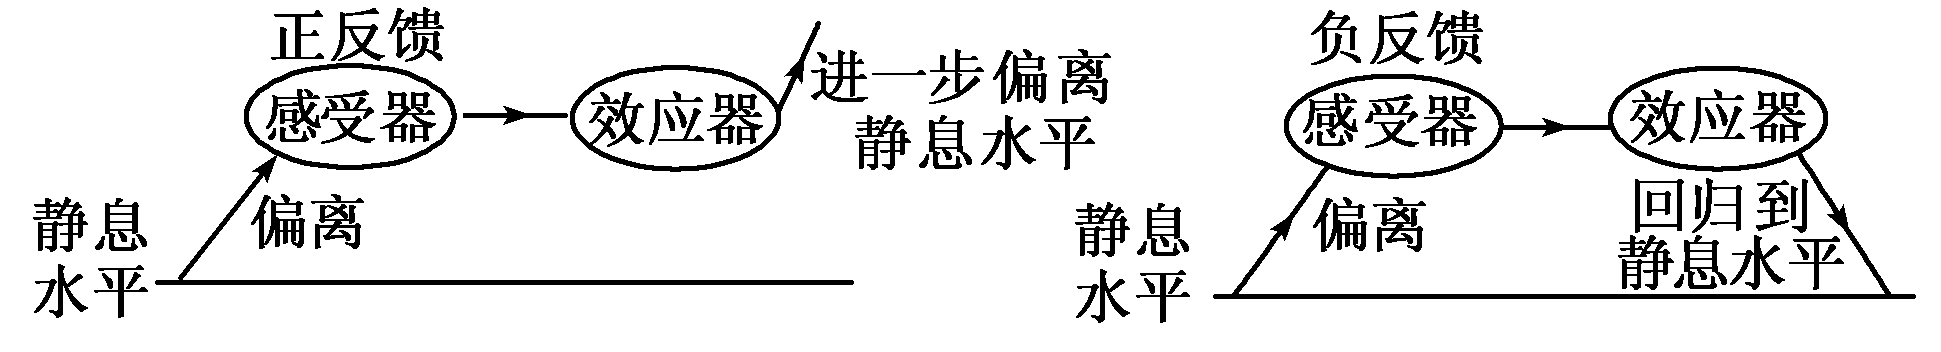 正反馈
感受器
效应器
进一步偏离
静息水平
偏离
静息
水平
负反馈
感受器
效应器
回归到
静息水平
偏离
静息
水平